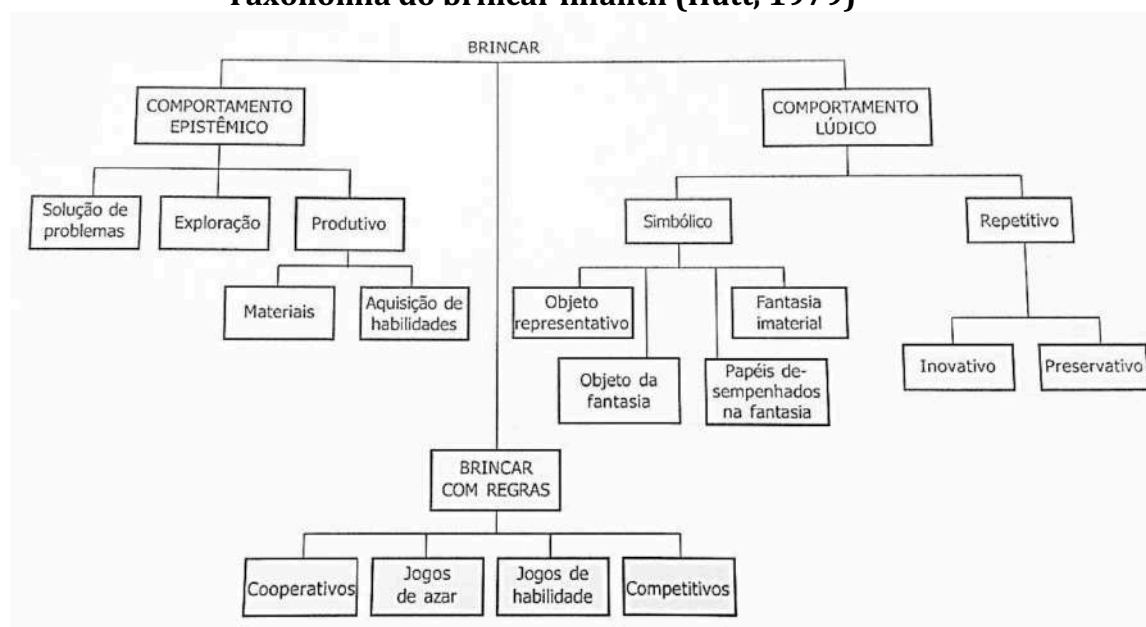 Taxonomia do brincar infantil (Hutt, 1979)
BRINCAR
COMPORTAMENTO
EPISTÊMICO
COMPORTAMENTO
LÚDICO
Solução de
problemas
Exploração
Produtivo
Simbólico
Repetitivo
Materiais
Aquisição de
habilidades
Objeto
representativo
Fantasia
imaterial
Objeto da
fantasia
Papéis de-
sempenhados
na fantasia
Inovativo
Preservativo
BRINCAR
COM REGRAS
Cooperativos
Jogos
de azar
Jogos de
habilidade
Competitivos